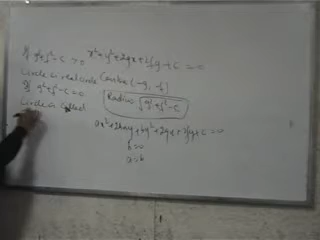 If g²+f²-c >0 x²+y²+2gx+2fy+c = 0
Circle is real circle Centre (-g, -f)
If g²+f²-c = 0 Radius = √g²+f²-c
Circle is called
ax²+2hxy+by²+2gx+2fy+c = 0
h=0
a=b